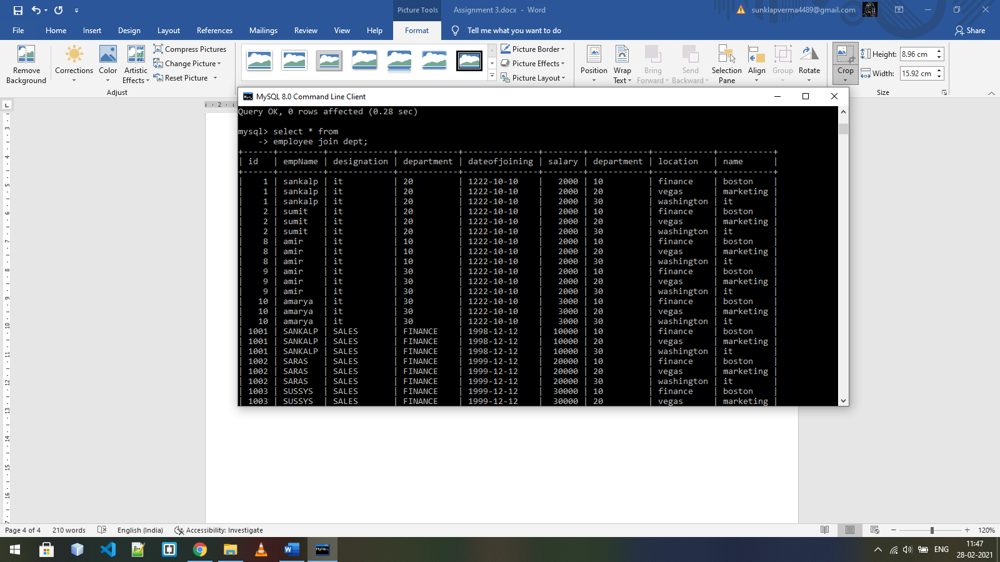 Picture Tools
Assignment 3.docx - Word
sunklapverma4489@gmail.com
File Home Insert Design Layout References Mailings Review View Help Format Tell me what you want to do Share
Remove Background
Corrections
Color
Artistic Effects
Compress Pictures
Change Picture
Reset Picture
Adjust
Picture Border
Picture Effects
Picture Layout
Position
Wrap Text
Bring Forward
Send Backward
Selection Pane
Align
Group
Rotate
Crop
Height: 8.96 cm
Width: 15.92 cm
Size
MySQL 8.0 Command Line Client
Query OK, 0 rows affected (0.28 sec)
mysql> select * from
-> employee join dept;
+------+---------+-------------+------------+--------------+--------+------------+------------+-----------+
| id | empName | designation | department | dateofjoining | salary | department | location | name |
+------+---------+-------------+------------+--------------+--------+------------+------------+-----------+
| 1 | sankalp | it | 20 | 1222-10-10 | 2000 | 10 | finance | boston |
| 1 | sankalp | it | 20 | 1222-10-10 | 2000 | 20 | vegas | marketing |
| 1 | sankalp | it | 20 | 1222-10-10 | 2000 | 30 | washington | it |
| 2 | sumit | it | 20 | 1222-10-10 | 2000 | 10 | finance | boston |
| 2 | sumit | it | 20 | 1222-10-10 | 2000 | 20 | vegas | marketing |
| 2 | sumit | it | 20 | 1222-10-10 | 2000 | 30 | washington | it |
| 8 | amir | it | 10 | 1222-10-10 | 2000 | 10 | finance | boston |
| 8 | amir | it | 10 | 1222-10-10 | 2000 | 20 | vegas | marketing |
| 8 | amir | it | 10 | 1222-10-10 | 2000 | 30 | washington | it |
| 9 | amir | it | 30 | 1222-10-10 | 2000 | 10 | finance | boston |
| 9 | amir | it | 30 | 1222-10-10 | 2000 | 20 | vegas | marketing |
| 9 | amir | it | 30 | 1222-10-10 | 2000 | 30 | washington | it |
| 10 | amarya | it | 30 | 1222-10-10 | 3000 | 10 | finance | boston |
| 10 | amarya | it | 30 | 1222-10-10 | 3000 | 20 | vegas | marketing |
| 10 | amarya | it | 30 | 1222-10-10 | 3000 | 30 | washington | it |
| 1001 | SANKALP | SALES | FINANCE | 1998-12-12 | 10000 | 10 | finance | boston |
| 1001 | SANKALP | SALES | FINANCE | 1998-12-12 | 10000 | 20 | vegas | marketing |
| 1001 | SANKALP | SALES | FINANCE | 1998-12-12 | 10000 | 30 | washington | it |
| 1002 | SARAS | SALES | FINANCE | 1999-12-12 | 20000 | 10 | finance | boston |
| 1002 | SARAS | SALES | FINANCE | 1999-12-12 | 20000 | 20 | vegas | marketing |
| 1002 | SARAS | SALES | FINANCE | 1999-12-12 | 20000 | 30 | washington | it |
| 1003 | SUSSYS | SALES | FINANCE | 1999-12-12 | 30000 | 10 | finance | boston |
| 1003 | SUSSYS | SALES | FINANCE | 1999-12-12 | 30000 | 20 | vegas | marketing |
Page 4 of 4 210 words English (India) Accessibility: Investigate 120%
ENG
11:47
28-02-2021